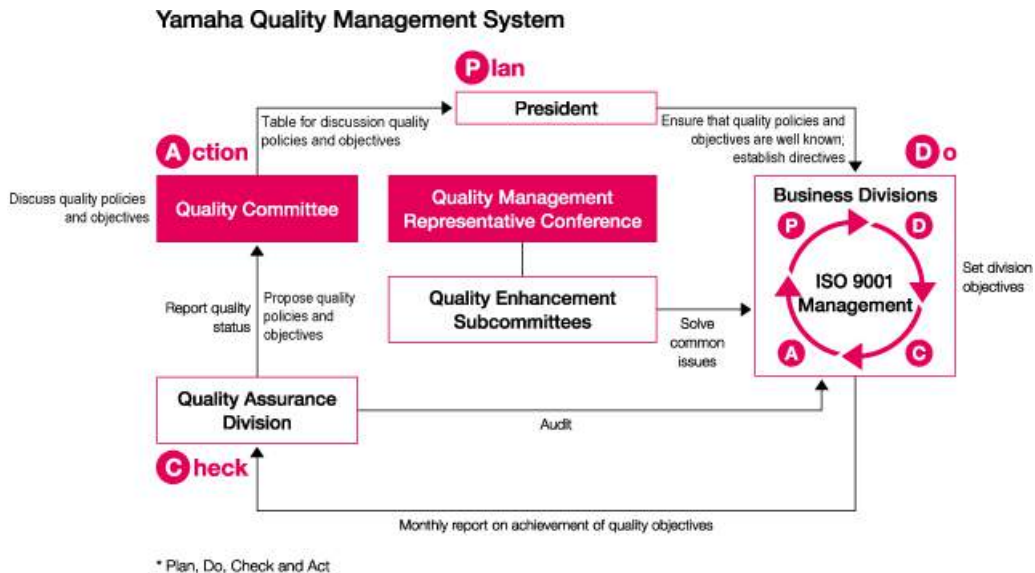 Yamaha Quality Management System
Plan
President
Table for discussion quality
policies and objectives
Ensure that quality policies and
objectives are well known;
establish directives
Action
Do
Discuss quality policies
and objectives
Quality Committee
Quality Management
Representative Conference
Business Divisions
P
D
ISO 9001
Management
A
C
Set division
objectives
Report quality
status
Propose quality
policies and
objectives
Quality Enhancement
Subcommittees
Solve
common
issues
Quality Assurance
Division
Audit
Check
Monthly report on achievement of quality objectives
* Plan, Do, Check and Act